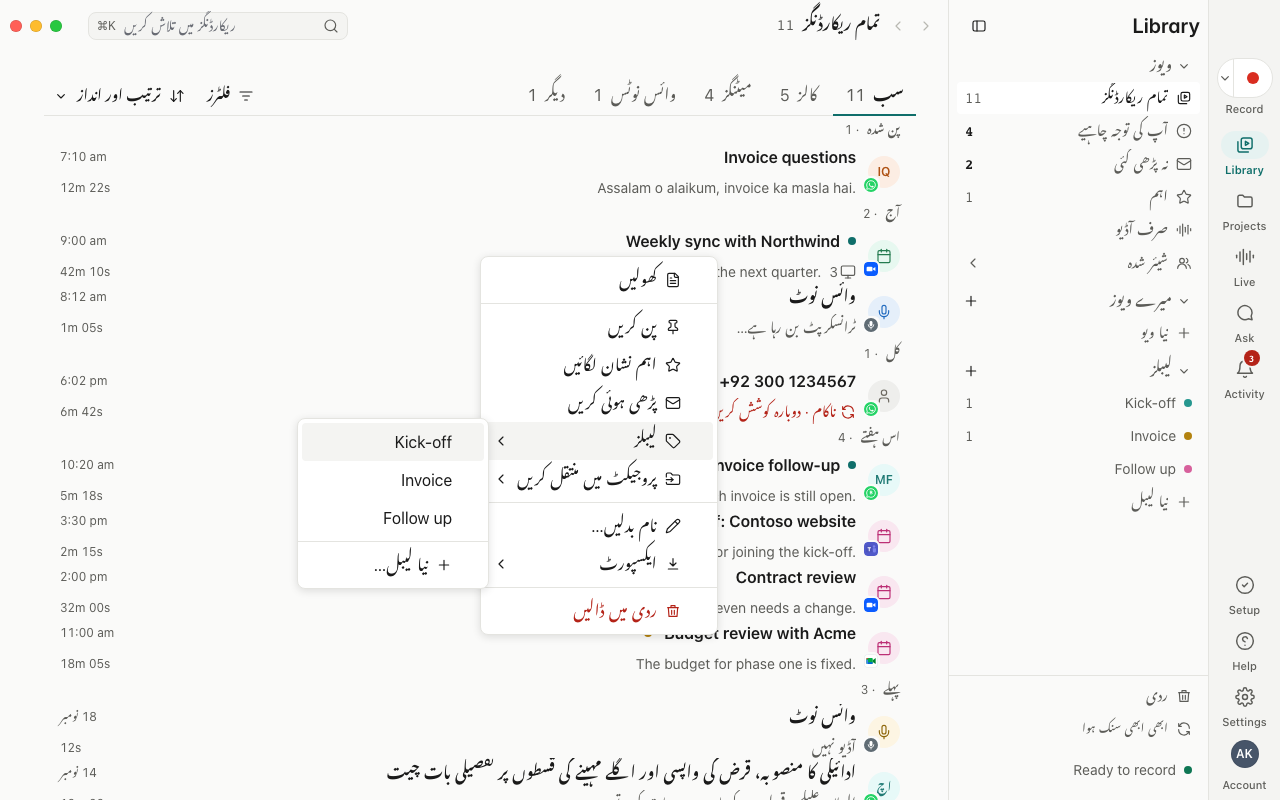 Library
ویوز
تمام ریکارڈنگز 11
آپ کی توجہ چاہیے 4
نہ پڑھی گئی 2
اہم 1
صرف آڈیو
شیئر شدہ
میرے ویوز
نیا ویو
لیبلز
Kick-off 1
Invoice 1
Follow up
نیا لیبل
ردی
ابھی ابھی سنک ہوا
Ready to record
Record
Library
Projects
Live
Ask
3
Activity
Setup
Help
Settings
AK
Account
تمام ریکارڈنگز 11
ریکارڈنگز میں تلاش کریں ⌘K
سب 11
کالز 5
میٹنگز 4
وائس نوٹس 1
دیگر 1
فلٹرز
ترتیب اور انداز
پن شدہ · 1
IQ
Invoice questions 7:10 am
Assalam o alaikum, invoice ka masla hai. 12m 22s
آج · 2
Weekly sync with Northwind 9:00 am
the next quarter. 3 42m 10s
وائس نوٹ 8:12 am
ٹرانسکرپٹ بن رہا ہے... 1m 05s
کل · 1
+92 300 1234567 6:02 pm
ناکام · دوبارہ کوشش کریں 6m 42s
اس ہفتے · 4
MF
nvoice follow-up 10:20 am
h invoice is still open. 5m 18s
f: Contoso website 3:30 pm
or joining the kick-off. 2m 15s
Contract review 2:00 pm
even needs a change. 32m 00s
Budget review with Acme 11:00 am
The budget for phase one is fixed. 18m 05s
پہلے · 3
وائس نوٹ 18 نومبر
آڈیو نہیں 12s
اچ
ادائیگی کا منصوبہ، قرض کی واپسی اور اگلے مہینے کی قسطوں پر تفصیلی بات چیت 14 نومبر
کھولیں
پن کریں
اہم نشان لگائیں
پڑھی ہوئی کریں
لیبلز
پروجیکٹ میں منتقل کریں
نام بدلیں...
ایکسپورٹ
ردی میں ڈالیں
Kick-off
Invoice
Follow up
نیا لیبل...